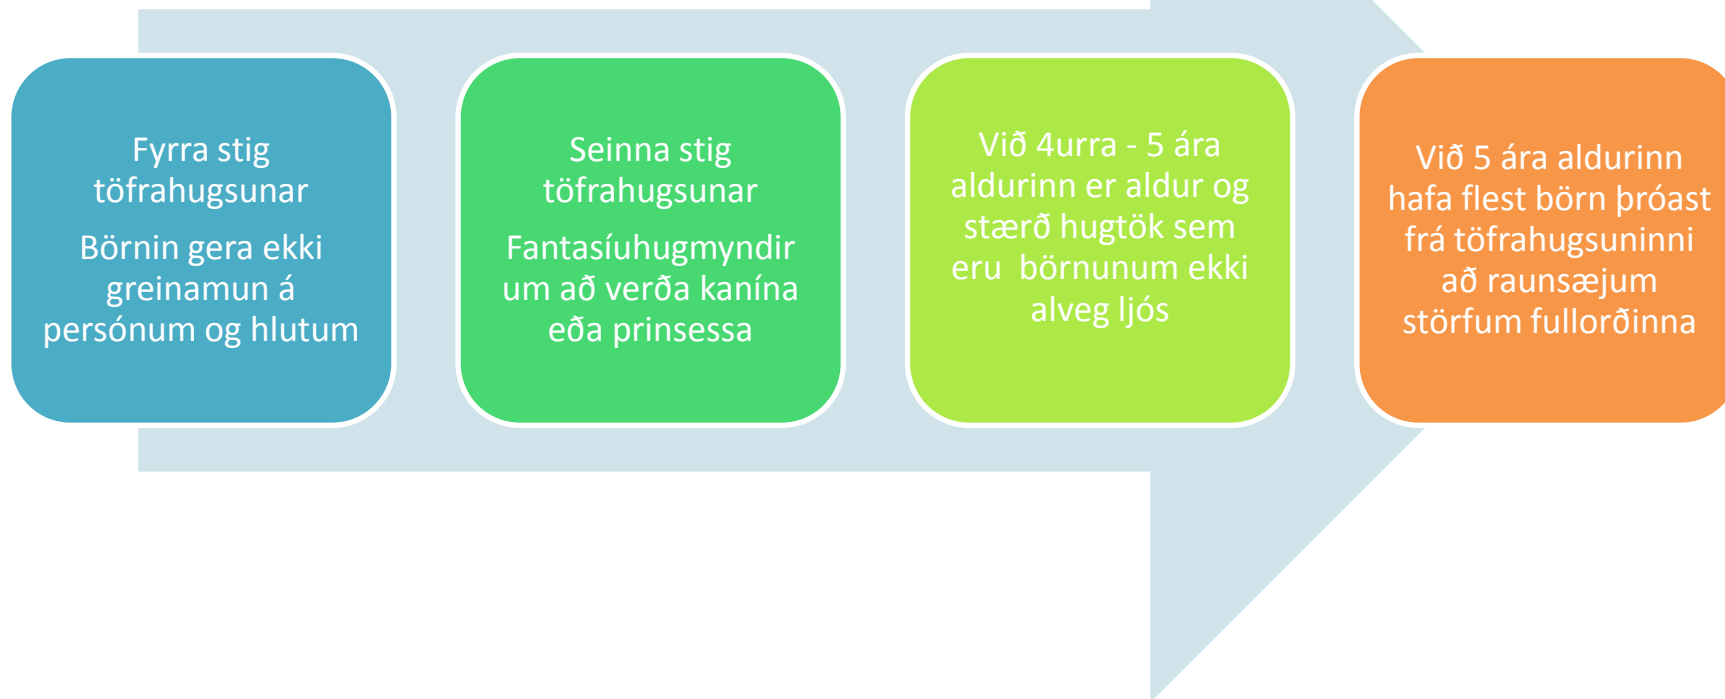 Fyrra stig
töfrahugsunar
Börnin gera ekki
greinamun á
persónum og hlutum
Seinna stig
töfrahugsunar
Fantasíuhugmyndir
um að verða kanína
eða prinsessa
Við 4urra - 5 ára
aldurinn er aldur og
stærð hugtök sem
eru  börnunum ekki
alveg ljós
Við 5 ára aldurinn
hafa flest börn þróast
frá töfrahugsuninni
að raunsæjum
störfum fullorðinna